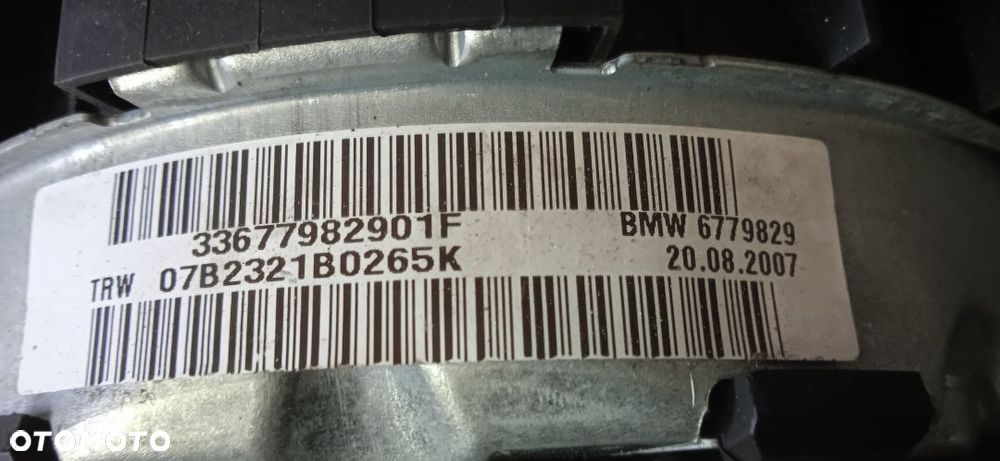 33677982901F
BMW 6779829
TRW 07B2321B0265K
20.08.2007
OTOMOTO